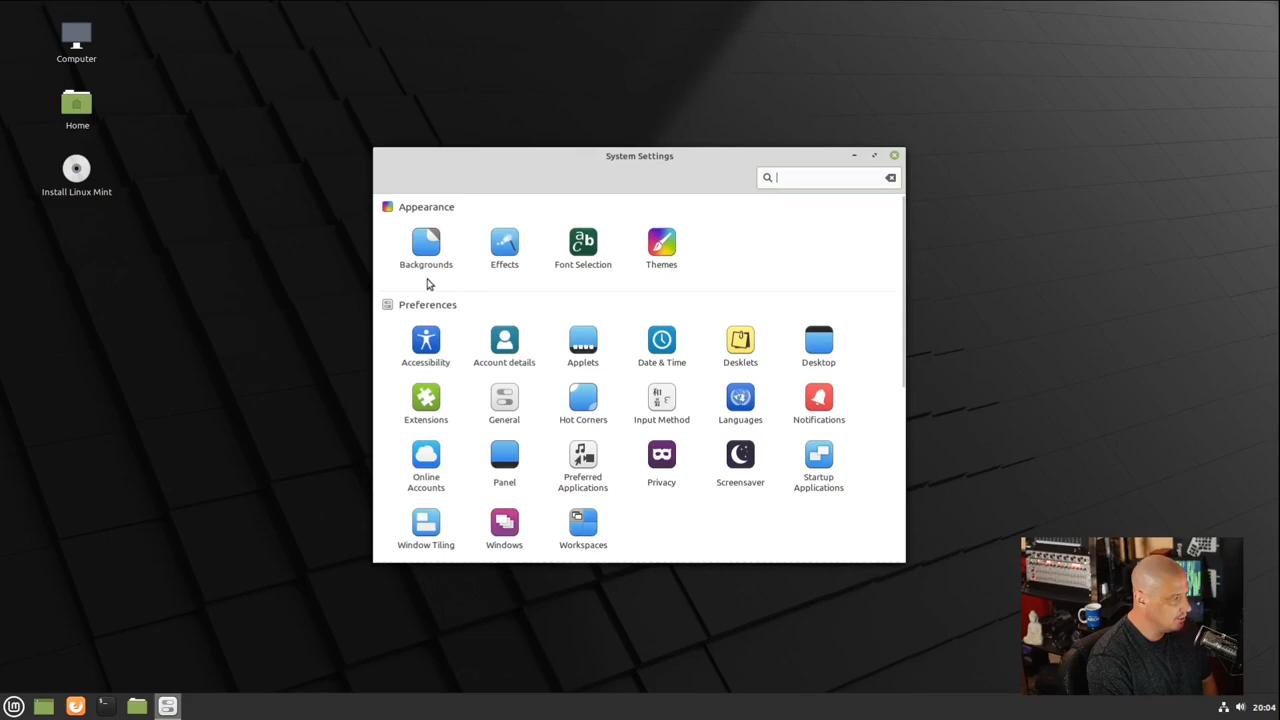 Computer
Home
Install Linux Mint
System Settings
Appearance
Backgrounds
Effects
Font Selection
Themes
Preferences
Accessibility
Account details
Applets
Date & Time
Desklets
Desktop
Extensions
General
Hot Corners
Input Method
Languages
Notifications
Online
Accounts
Panel
Preferred
Applications
Privacy
Screensaver
Startup
Applications
Window Tiling
Windows
Workspaces
20:04